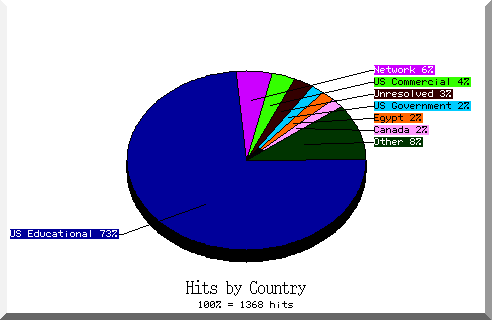 Network 6%
US Commercial 4%
Unresolved 3%
US Government 2%
Egypt 2%
Canada 2%
Other 8%
US Educational 73%
Hits by Country
100% = 1368 hits